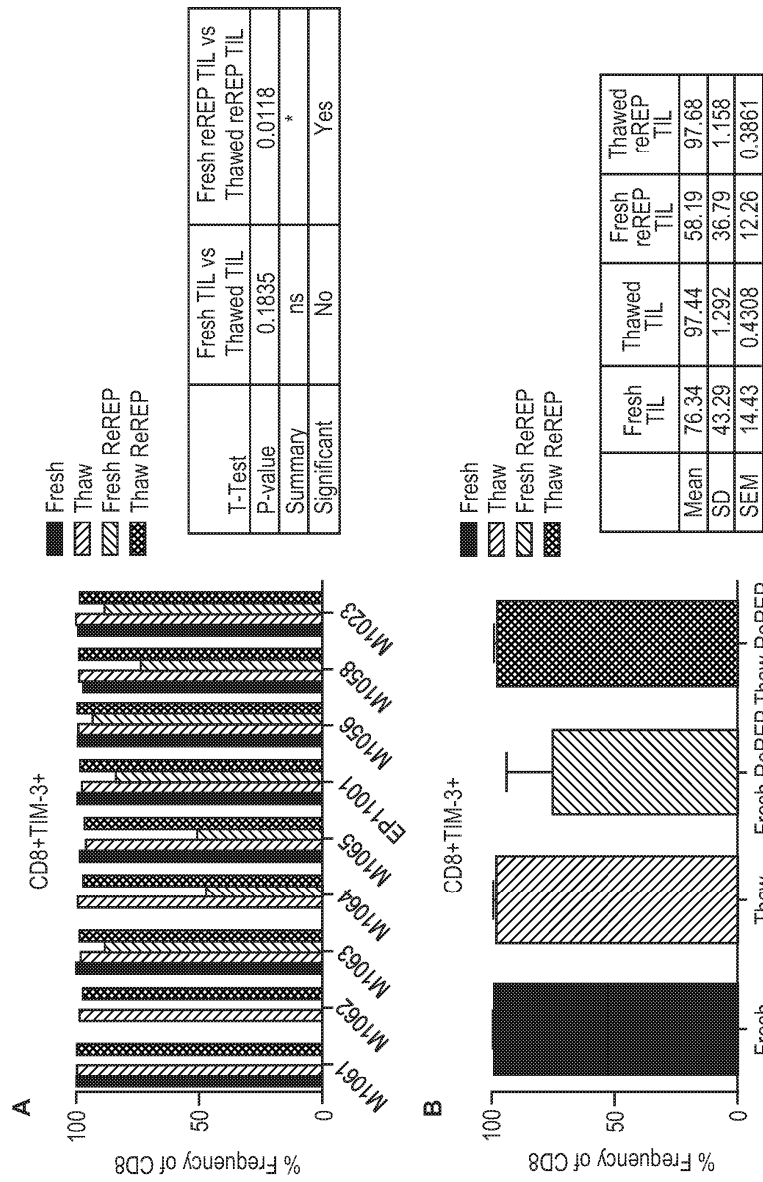 A
CD8+TIM-3+
% Frequency of CD8
100
50
0
M1061
M1062
M1063
M1064
M1065
EP11001
M1056
M1058
M1023
Fresh
Thaw
Fresh ReREP
Thaw ReREP
T-Test Fresh TIL vs Thawed TIL Fresh reREP TIL vs Thawed reREP TIL
P-value 0.1835 0.0118
Summary ns *
Significant No Yes
B
CD8+TIM-3+
% Frequency of CD8
100
50
0
Fresh Thaw Fresh ReREP Thaw ReREP
Fresh
Thaw
Fresh ReREP
Thaw ReREP
Fresh TIL Thawed TIL Fresh reREP TIL Thawed reREP TIL
Mean 76.34 97.44 58.19 97.68
SD 43.29 1.292 36.79 1.158
SEM 14.43 0.4308 12.26 0.3861